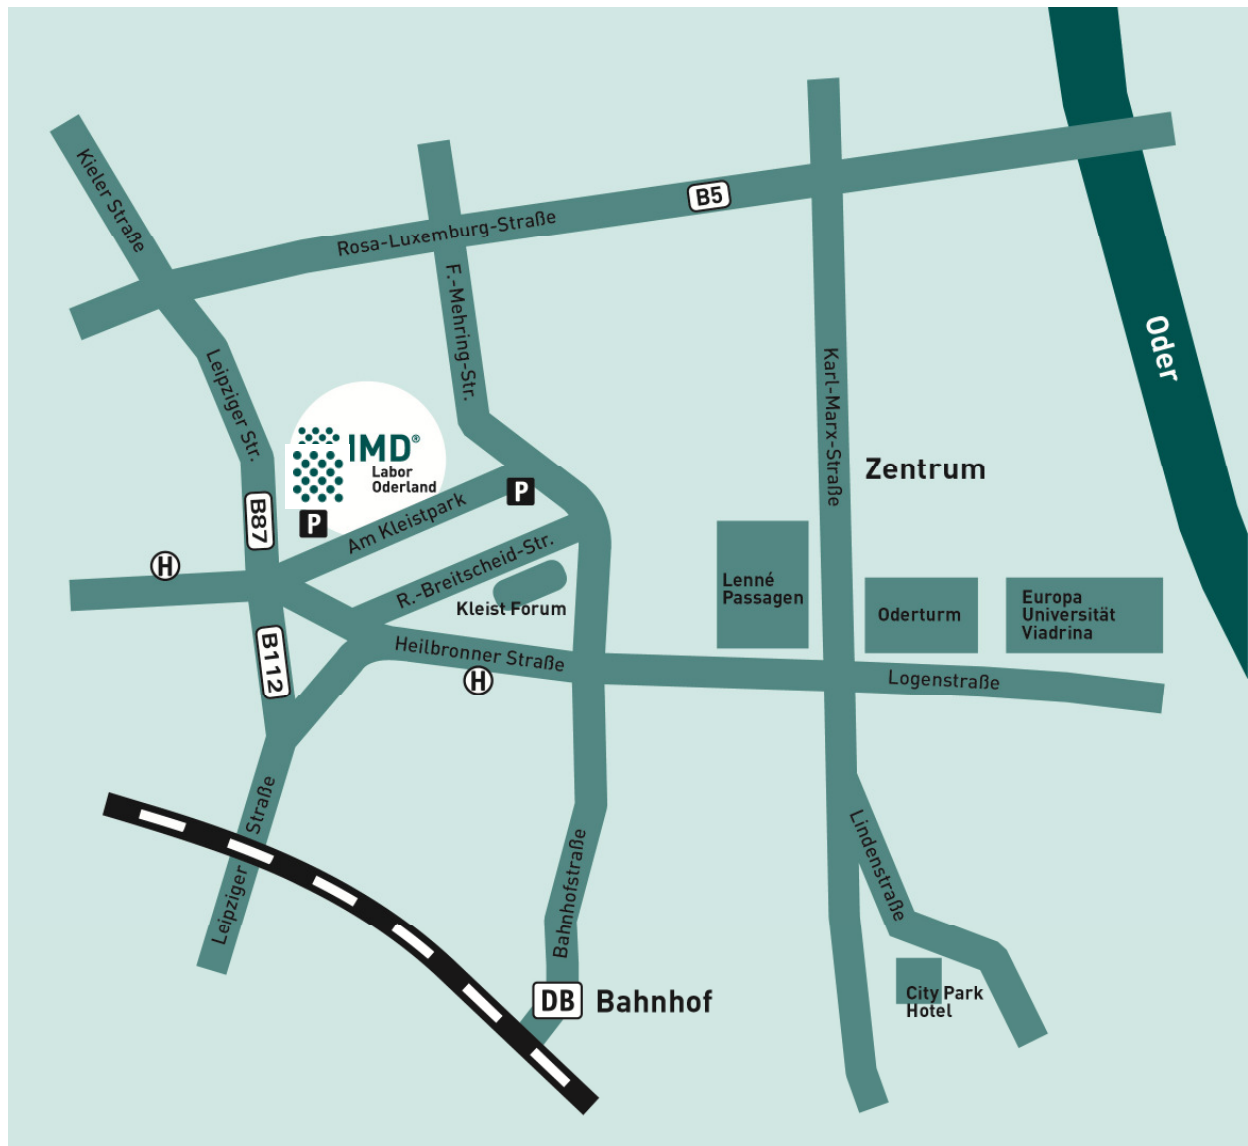 Kieler Straße
B5
Rosa-Luxemburg-Straße
F.-Mehring-Str.
Oder
Leipziger Str.
Karl-Marx-Straße
IMD®
Labor
Oderland
Zentrum
P
P
B87
Am Kleistpark
H
R.-Breitscheid-Str.
Kleist Forum
Lenné
Passagen
Oderturm
Europa
Universität
Viadrina
B112
Heilbronner Straße
H
Logenstraße
Leipziger Straße
Bahnhofstraße
Lindenstraße
DB Bahnhof
City Park
Hotel